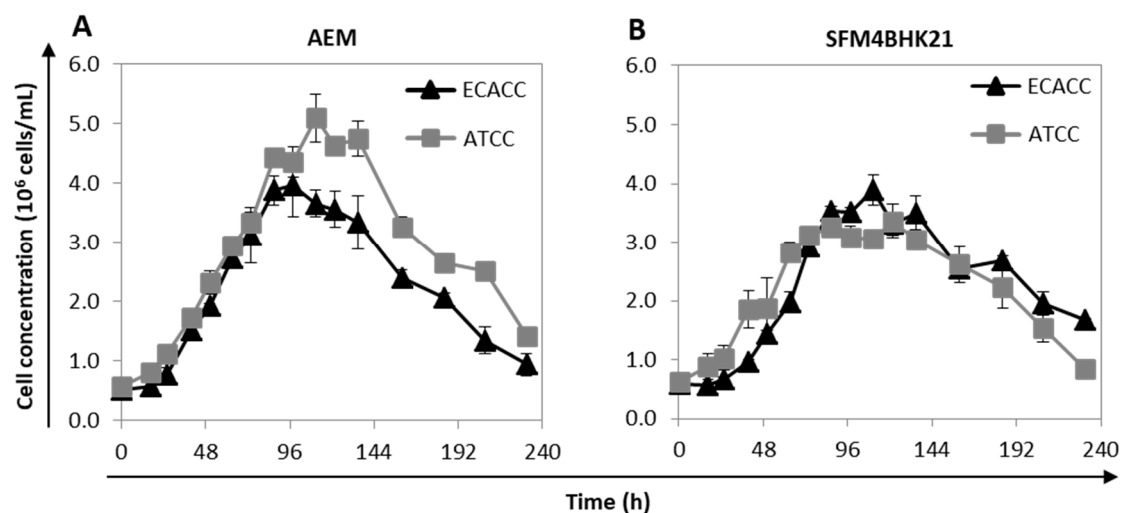 A
AEM
B
SFM4BHK21
Cell concentration (10⁶ cells/mL)
6.0
5.0
4.0
3.0
2.0
1.0
0.0
ECACC
ATCC
0 48 96 144 192 240
6.0
5.0
4.0
3.0
2.0
1.0
0.0
ECACC
ATCC
0 48 96 144 192 240
Time (h)